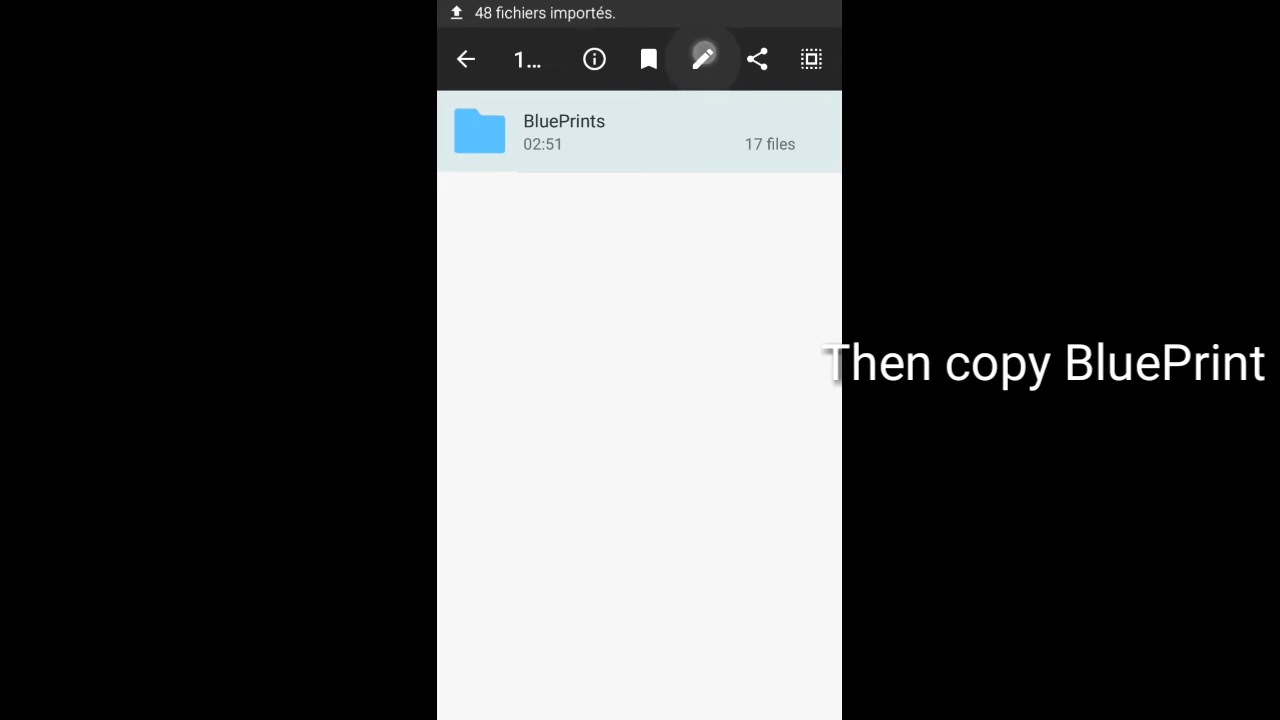 48 fichiers importés.
1...
BluePrints
02:51
17 files
Then copy BluePrint